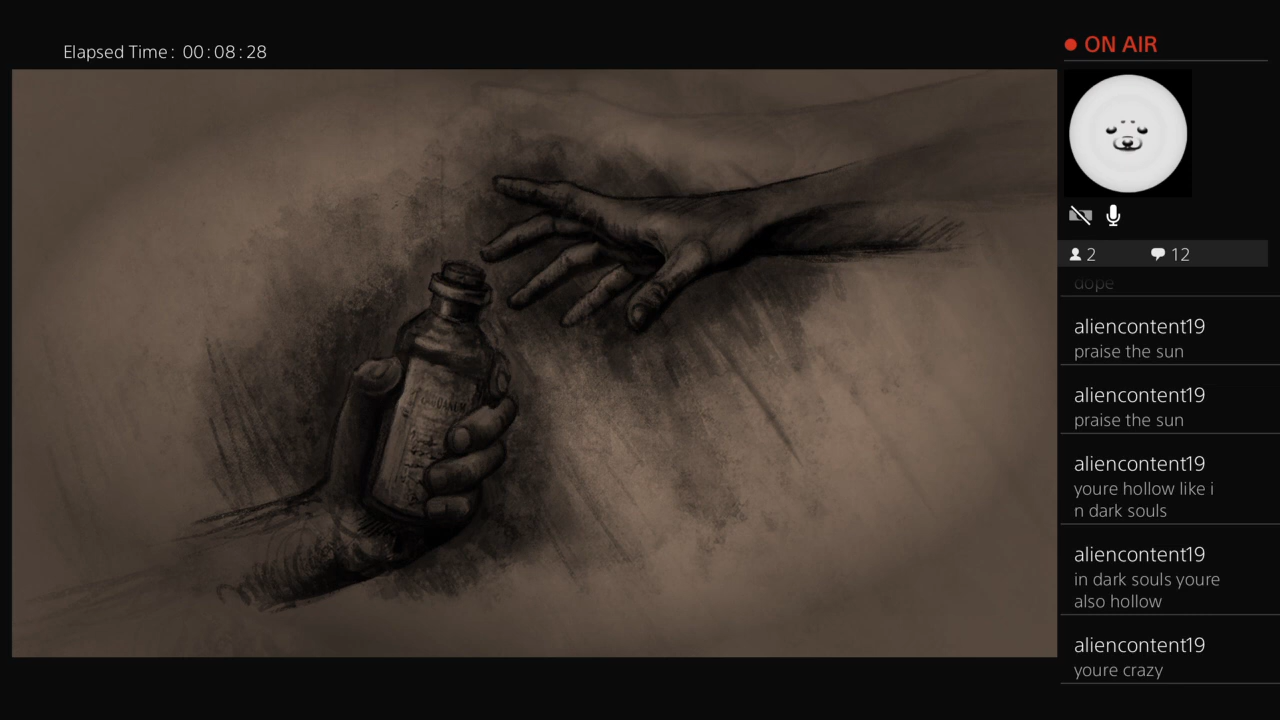 Elapsed Time: 00:08:28
ON AIR
2
12
dope
aliencontent19
praise the sun
aliencontent19
praise the sun
aliencontent19
youre hollow like i
n dark souls
aliencontent19
in dark souls youre
also hollow
aliencontent19
youre crazy